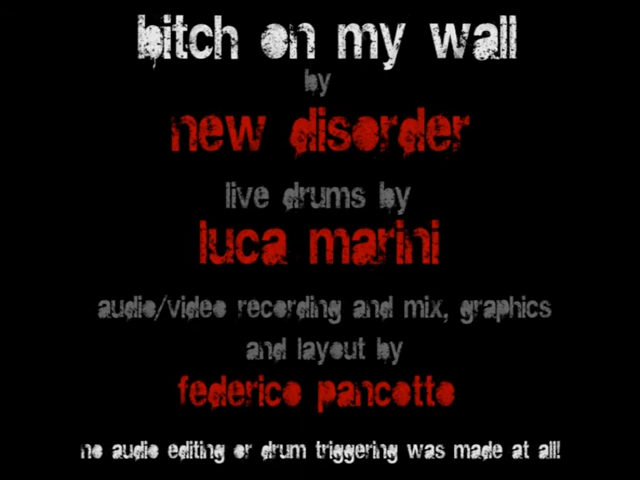 bitch on my wall
by
new disorder
live drums by
luca marini
audio/video recording and mix, graphics
and layout by
federico pancotto
no audio editing or drum triggering was made at all!